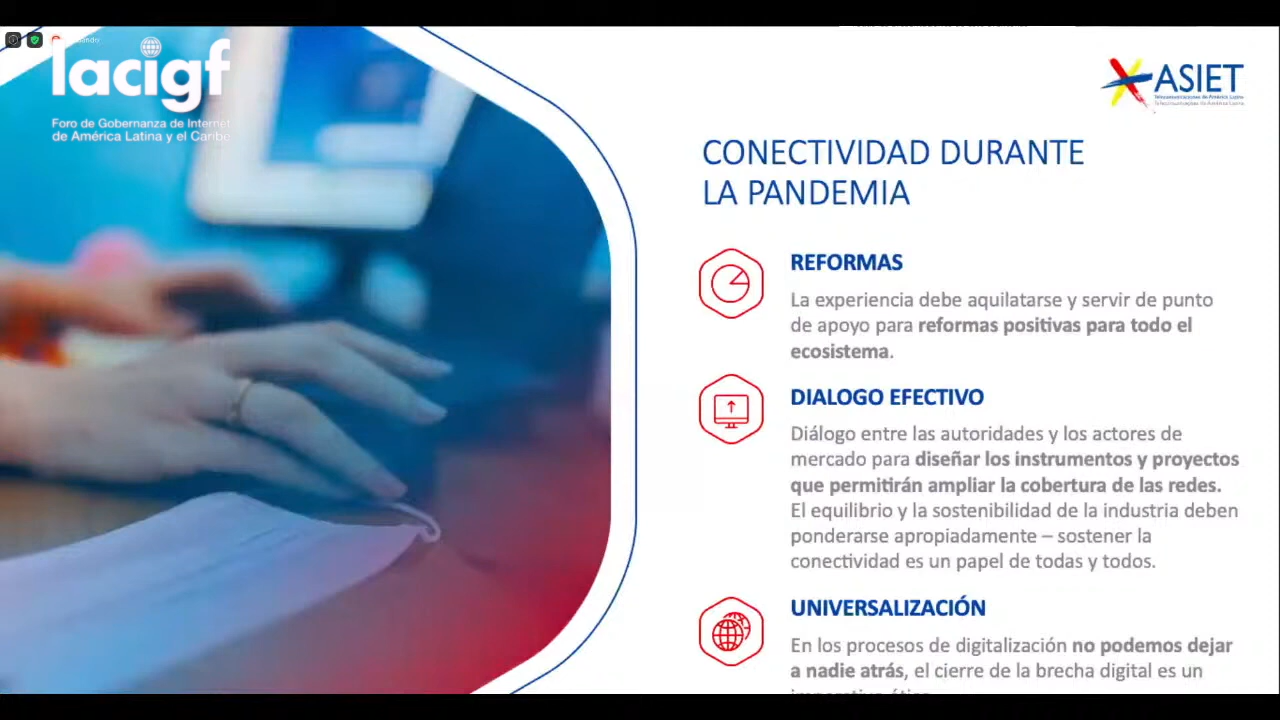 lacigf
Foro de Gobernanza de Internet
de América Latina y el Caribe
ASIET
CONECTIVIDAD DURANTE
LA PANDEMIA
REFORMAS
La experiencia debe aquilatarse y servir de punto
de apoyo para reformas positivas para todo el
ecosistema.
DIALOGO EFECTIVO
Diálogo entre las autoridades y los actores de
mercado para diseñar los instrumentos y proyectos
que permitirán ampliar la cobertura de las redes.
El equilibrio y la sostenibilidad de la industria deben
ponderarse apropiadamente – sostener la
conectividad es un papel de todas y todos.
UNIVERSALIZACIÓN
En los procesos de digitalización no podemos dejar
a nadie atrás, el cierre de la brecha digital es un